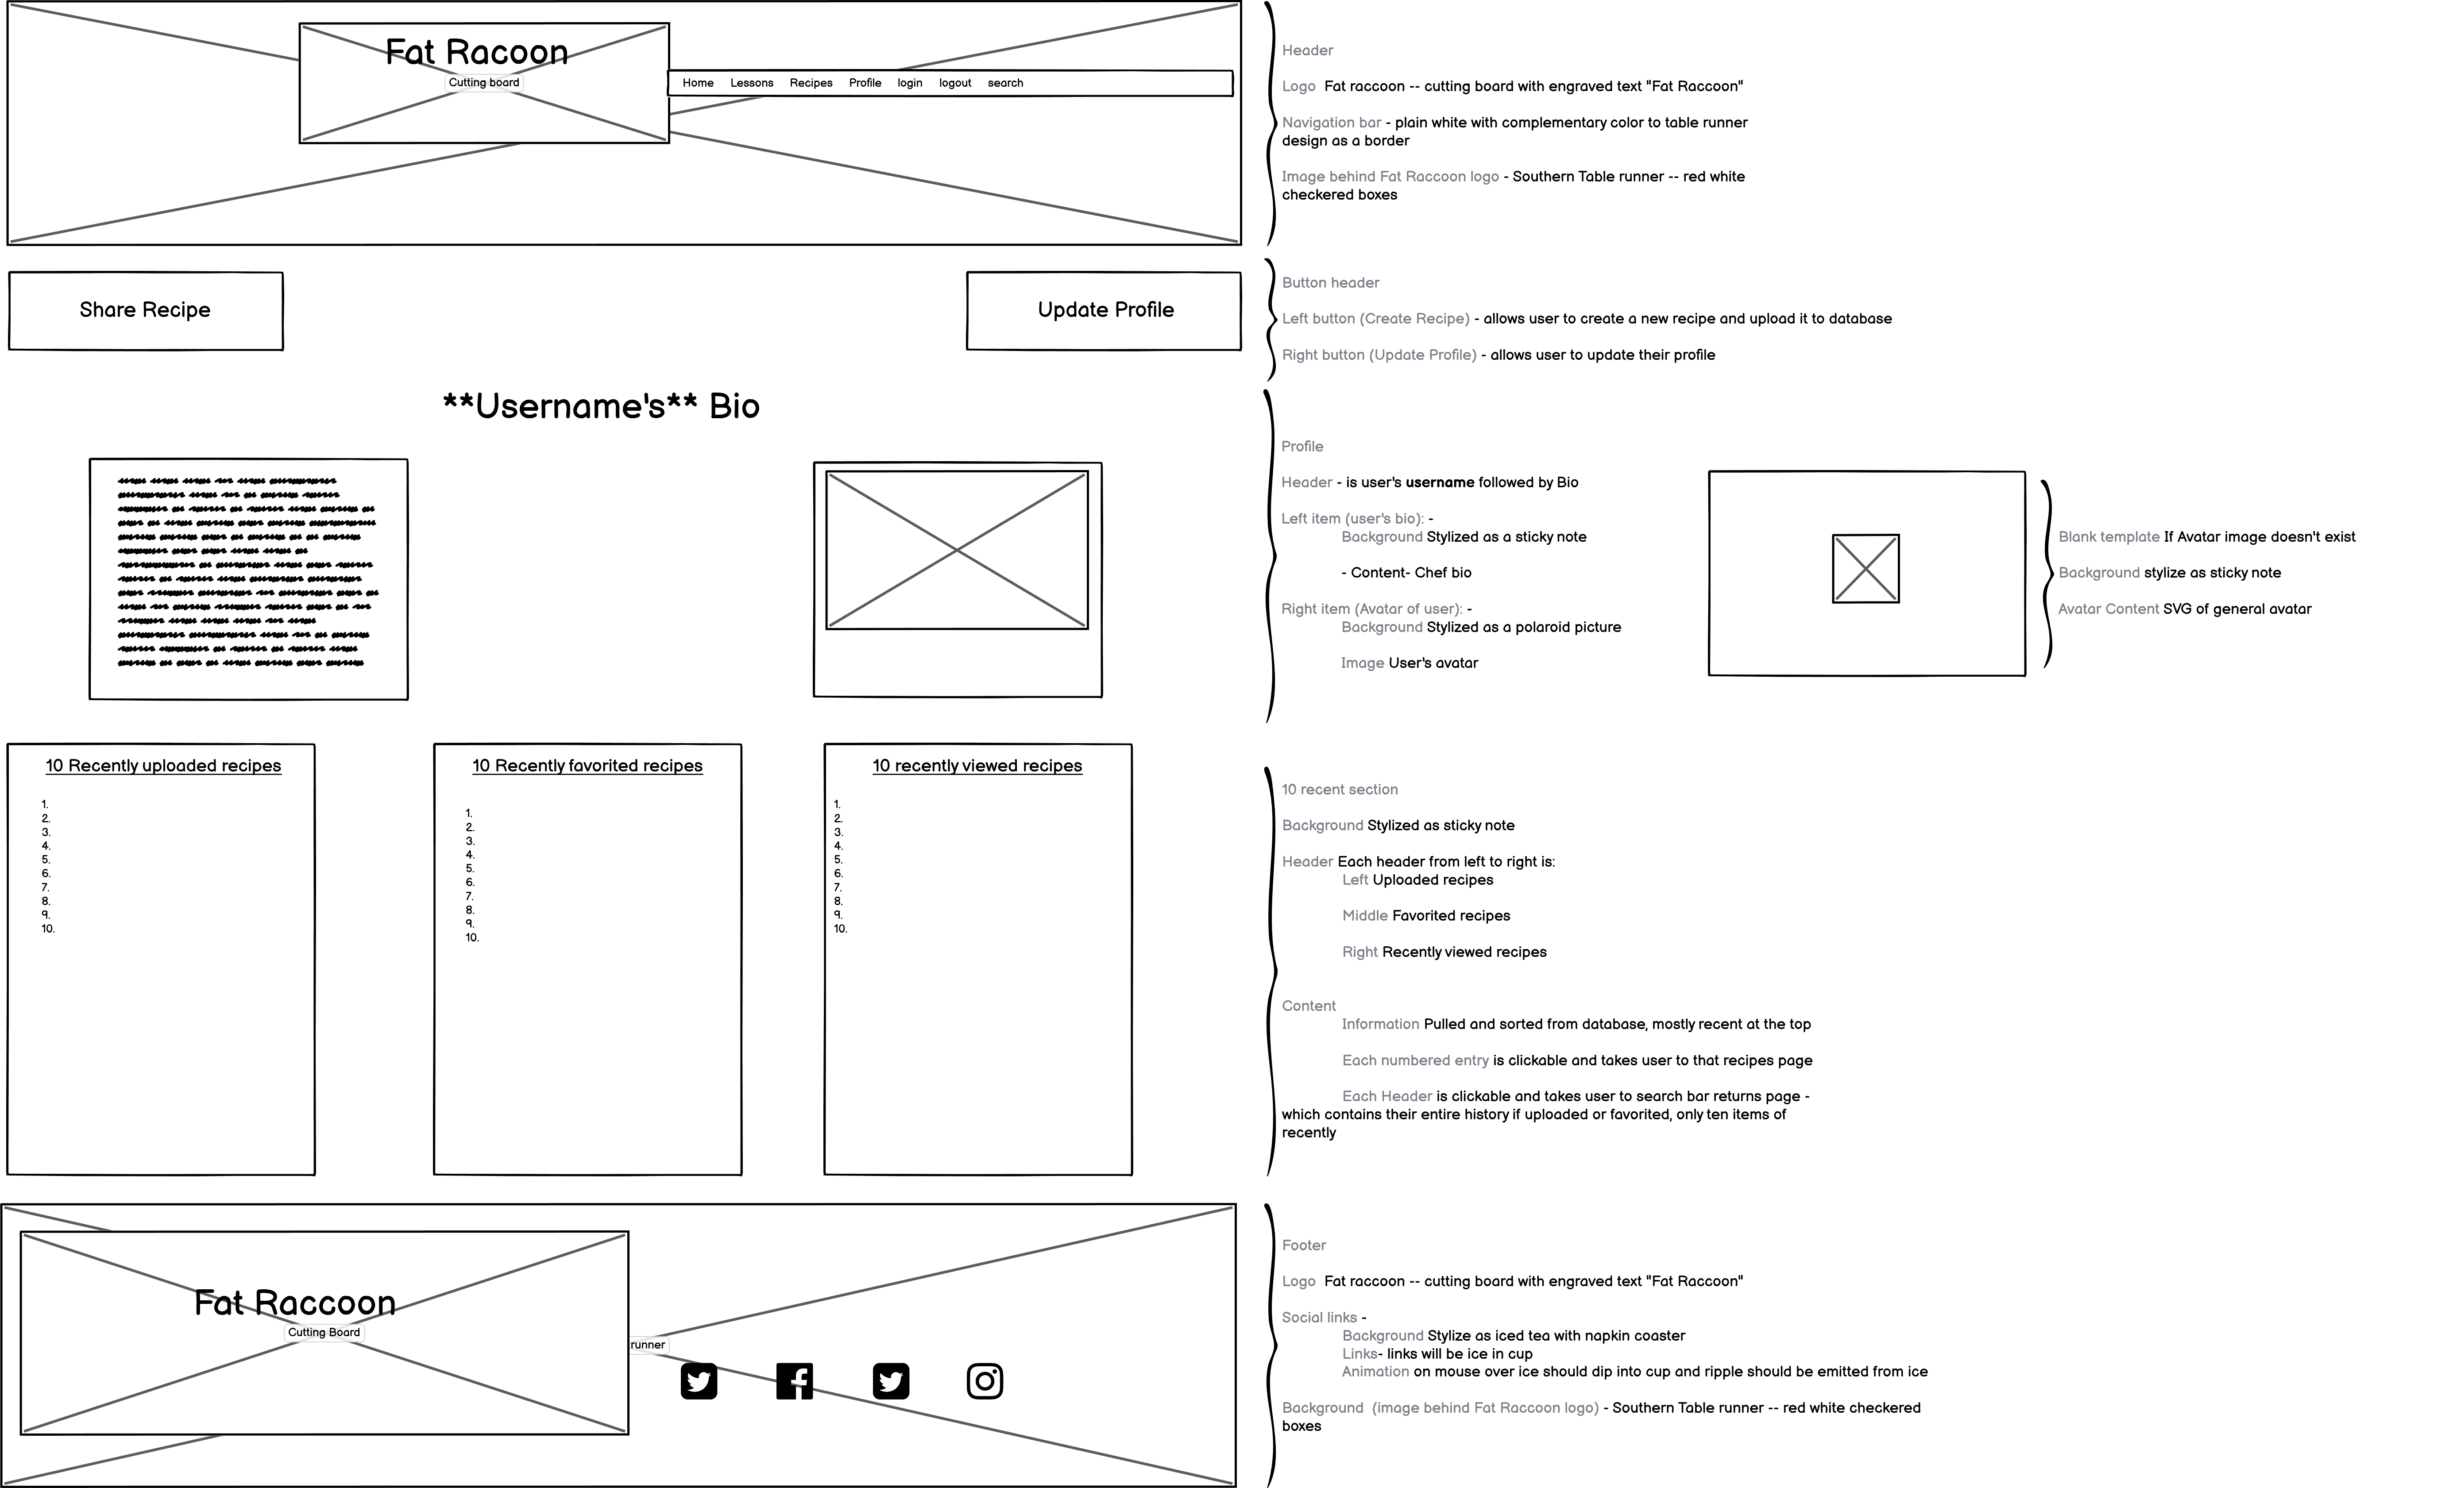 Fat Racoon
Cutting board
Home Lessons Recipes Profile login logout search
Header
Logo Fat raccoon -- cutting board with engraved text "Fat Raccoon"
Navigation bar - plain white with complementary color to table runner
design as a border
Image behind Fat Raccoon logo - Southern Table runner -- red white
checkered boxes
Share Recipe
Update Profile
Button header
Left button (Create Recipe) - allows user to create a new recipe and upload it to database
Right button (Update Profile) - allows user to update their profile
**Username's** Bio
Profile
Header - is user's username followed by Bio
Left item (user's bio): -
Background Stylized as a sticky note
- Content- Chef bio
Right item (Avatar of user): -
Background Stylized as a polaroid picture
Image User's avatar
Blank template If Avatar image doesn't exist
Background stylize as sticky note
Avatar Content SVG of general avatar
10 Recently uploaded recipes
1.
2.
3.
4.
5.
6.
7.
8.
9.
10.
10 Recently favorited recipes
1.
2.
3.
4.
5.
6.
7.
8.
9.
10.
10 recently viewed recipes
1.
2.
3.
4.
5.
6.
7.
8.
9.
10.
10 recent section
Background Stylized as sticky note
Header Each header from left to right is:
Left Uploaded recipes
Middle Favorited recipes
Right Recently viewed recipes
Content
Information Pulled and sorted from database, mostly recent at the top
Each numbered entry is clickable and takes user to that recipes page
Each Header is clickable and takes user to search bar returns page -
which contains their entire history if uploaded or favorited, only ten items of
recently
Fat Raccoon
Cutting Board
runner
Footer
Logo Fat raccoon -- cutting board with engraved text "Fat Raccoon"
Social links -
Background Stylize as iced tea with napkin coaster
Links- links will be ice in cup
Animation on mouse over ice should dip into cup and ripple should be emitted from ice
Background (image behind Fat Raccoon logo) - Southern Table runner -- red white checkered
boxes